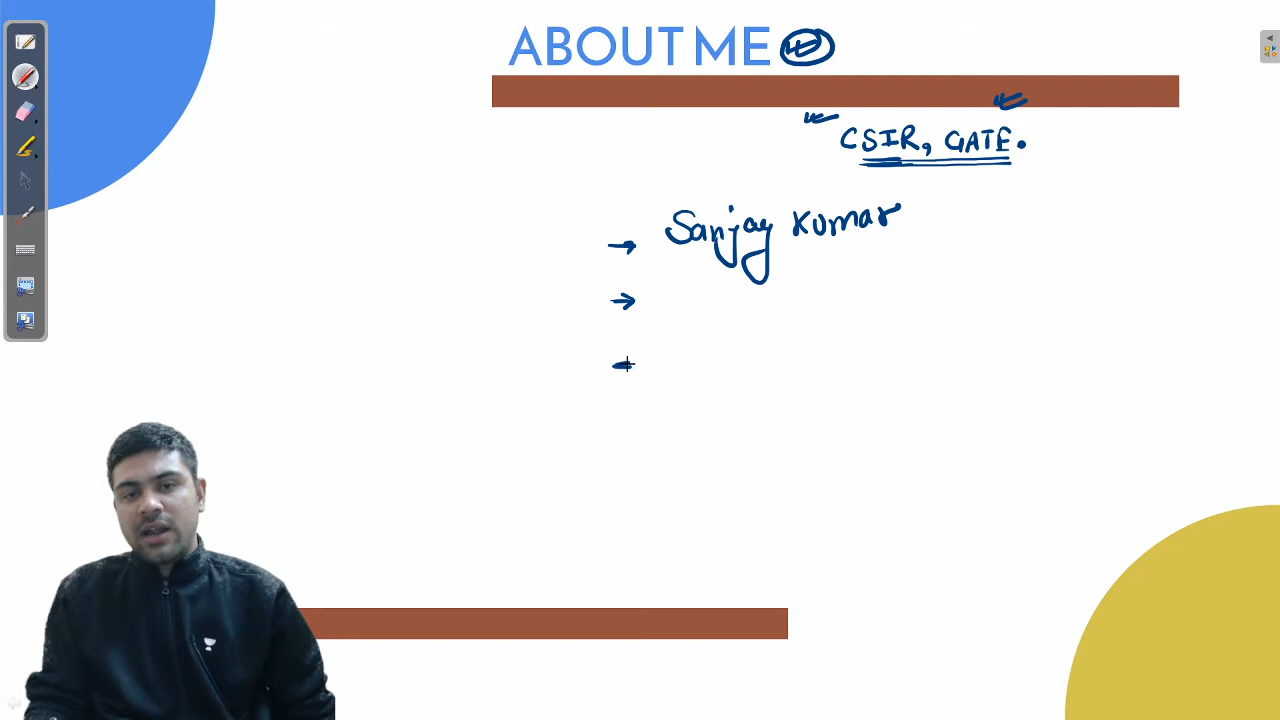 ABOUT ME
CSIR, GATE.
→ Sanjay Kumar
→